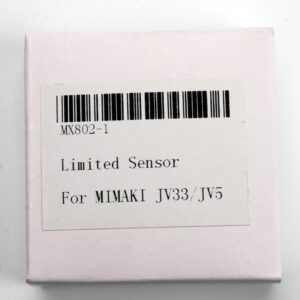 MX802-1
Limited Sensor
For MIMAKI JV33/JV5